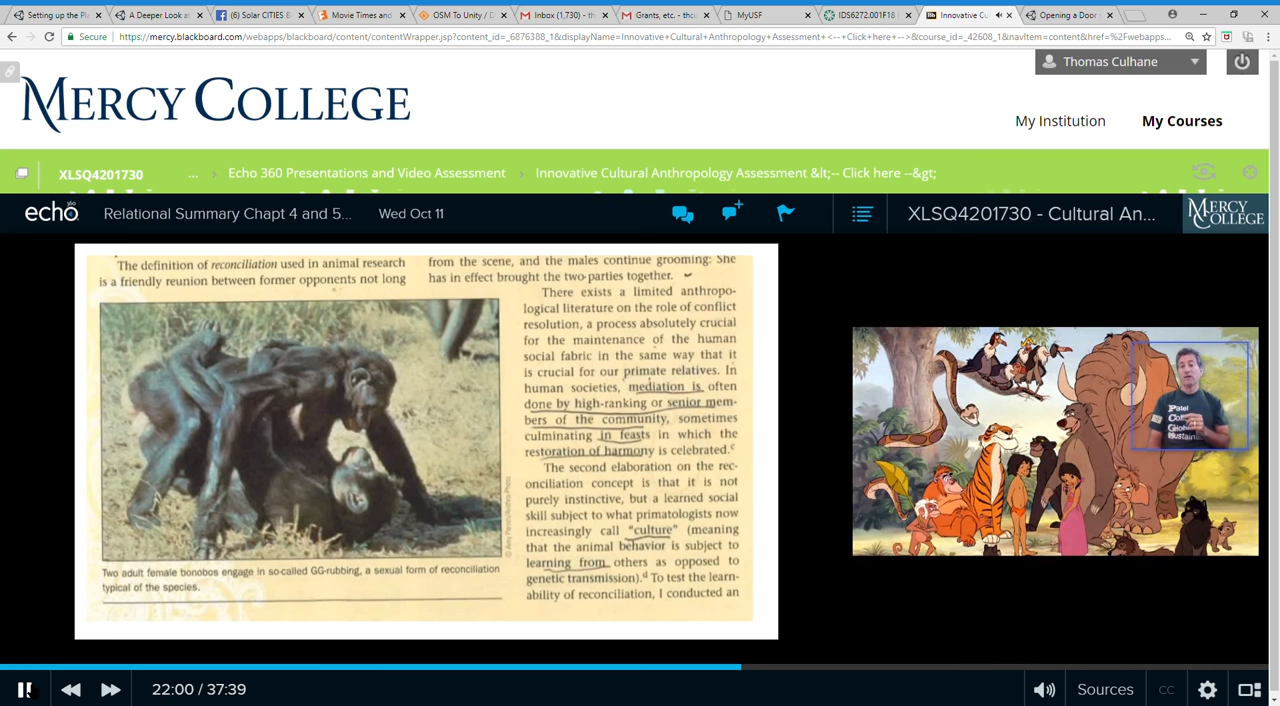 Setting up the Pl
A Deeper Look at
(6) Solar CITIES B
Movie Times and
OSM To Unity / D
Inbox (1,730) - th
Grants, etc. - thcu
MyUSF
IDS6272.001F18
Innovative Cu
Opening a Door
Secure https://mercy.blackboard.com/webapps/blackboard/content/contentWrapper.jsp?content_id=_6876388_1&displayName=Innovative+Cultural+Anthropology+Assessment+<--+Click+here+-->&course_id=_42608_1&navItem=content&href=%2Fwebapps...
Thomas Culhane
MERCY COLLEGE
My Institution My Courses
XLSQ4201730 ... › Echo 360 Presentations and Video Assessment › Innovative Cultural Anthropology Assessment &lt;-- Click here --&gt;
echo 360 Relational Summary Chapt 4 and 5... Wed Oct 11 XLSQ4201730 - Cultural An... MERCY COLLEGE
The definition of reconciliation used in animal research
is a friendly reunion between former opponents not long
from the scene, and the males continue grooming: She
has in effect brought the two parties together.
There exists a limited anthropo-
logical literature on the role of conflict
resolution, a process absolutely crucial
for the maintenance of the human
social fabric in the same way that it
is crucial for our primate relatives. In
human societies, mediation is often
done by high-ranking or senior mem-
bers of the community, sometimes
culminating in feasts in which the
restoration of harmony is celebrated.c
The second elaboration on the rec-
onciliation concept is that it is not
purely instinctive, but a learned social
skill subject to what primatologists now
increasingly call "culture" (meaning
that the animal behavior is subject to
learning from others as opposed to
genetic transmission).d To test the learn-
ability of reconciliation, I conducted an
Two adult female bonobos engage in so-called GG-rubbing, a sexual form of reconciliation
typical of the species.
Patel
Col
Glob
Sustain
22:00 / 37:39 Sources CC